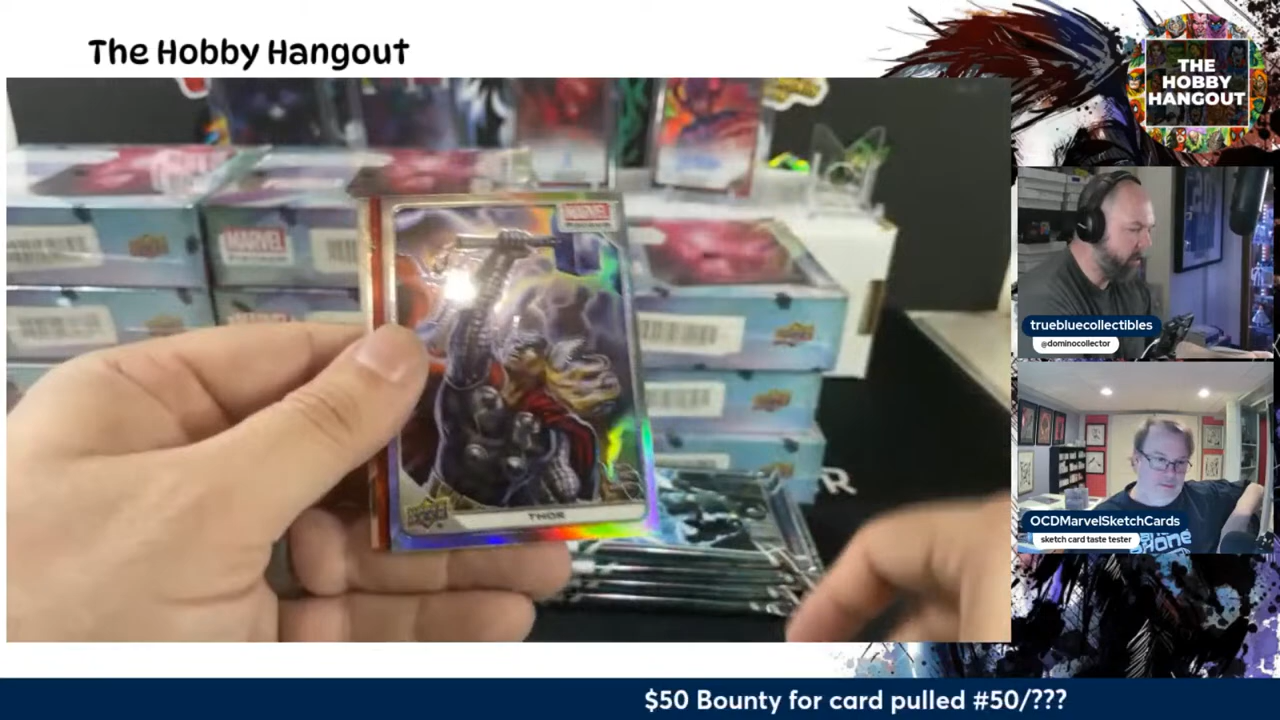 The Hobby Hangout
THE
HOBBY
HANGOUT
MARVEL
MARVEL
THOR
truebluecollectibles
@dominocollector
OCDMarvelSketchCards
sketch card taste tester
$50 Bounty for card pulled #50/???